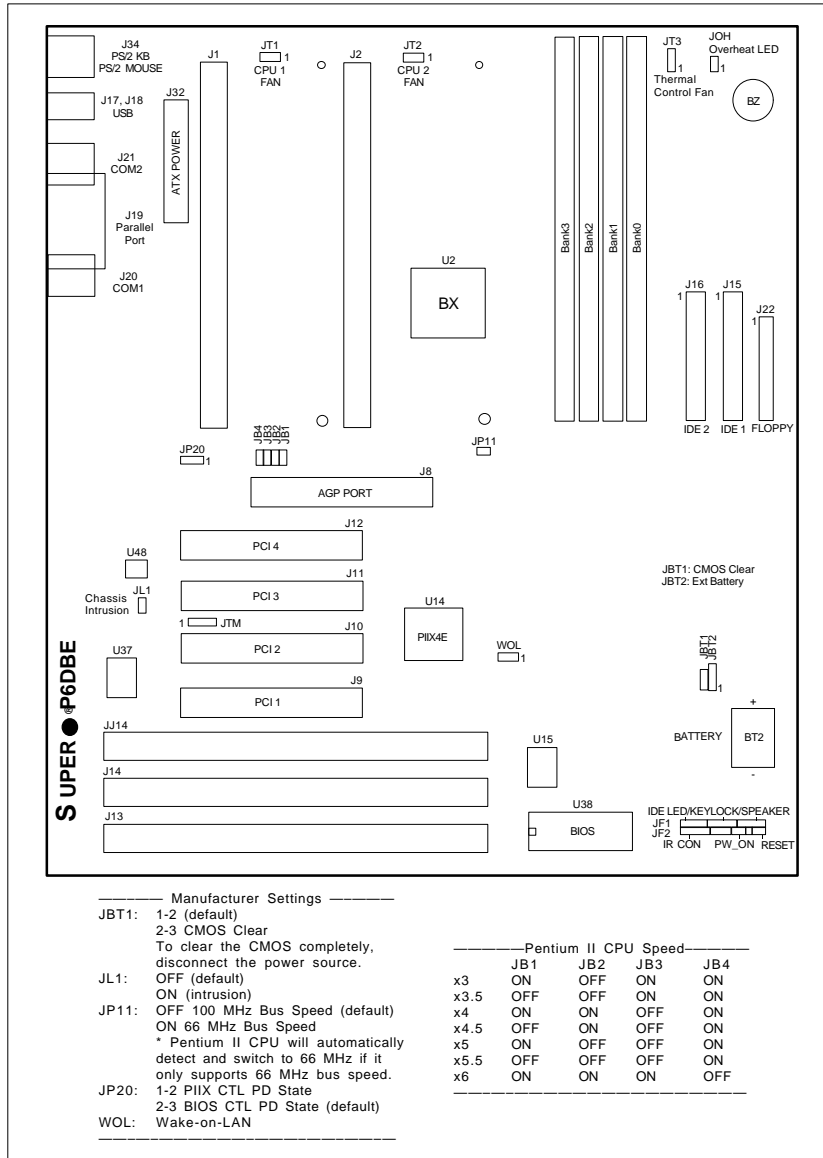 J34
PS/2 KB
PS/2 MOUSE
J1
JT1
1
CPU 1
FAN
J2
JT2
1
CPU 2
FAN
JT3
1
Thermal
Control Fan
JOH
Overheat LED
1
BZ
J17, J18
USB
J32
ATX POWER
J21
COM2
J19
Parallel
Port
J20
COM1
U2
BX
Bank3
Bank2
Bank1
Bank0
J16
1
J15
1
J22
1
IDE 2
IDE 1
FLOPPY
JB4
JB3
JB2
JB1
JP20
1
JP11
J8
AGP PORT
J12
PCI 4
U48
J11
PCI 3
JL1
Chassis
Intrusion
JBT1: CMOS Clear
JBT2: Ext Battery
U14
PIIX4E
1
JTM
J10
PCI 2
WOL
1
JBT1
JBT2
1
U37
J9
PCI 1
SUPER ® P6DBE
JJ14
U15
BATTERY
+
BT2
-
J14
J13
U38
BIOS
IDE LED/KEYLOCK/SPEAKER
JF1
JF2
IR CON
PW_ON
RESET
Manufacturer Settings
JBT1: 1-2 (default)
2-3 CMOS Clear
To clear the CMOS completely,
disconnect the power source.
JL1: OFF (default)
ON (intrusion)
JP11: OFF 100 MHz Bus Speed (default)
ON 66 MHz Bus Speed
* Pentium II CPU will automatically
detect and switch to 66 MHz if it
only supports 66 MHz bus speed.
JP20: 1-2 PIIX CTL PD State
2-3 BIOS CTL PD State (default)
WOL: Wake-on-LAN
Pentium II CPU Speed
JB1 JB2 JB3 JB4
x3 ON OFF ON ON
x3.5 OFF OFF ON ON
x4 ON ON OFF ON
x4.5 OFF ON OFF ON
x5 ON OFF OFF ON
x5.5 OFF OFF OFF ON
x6 ON ON ON OFF